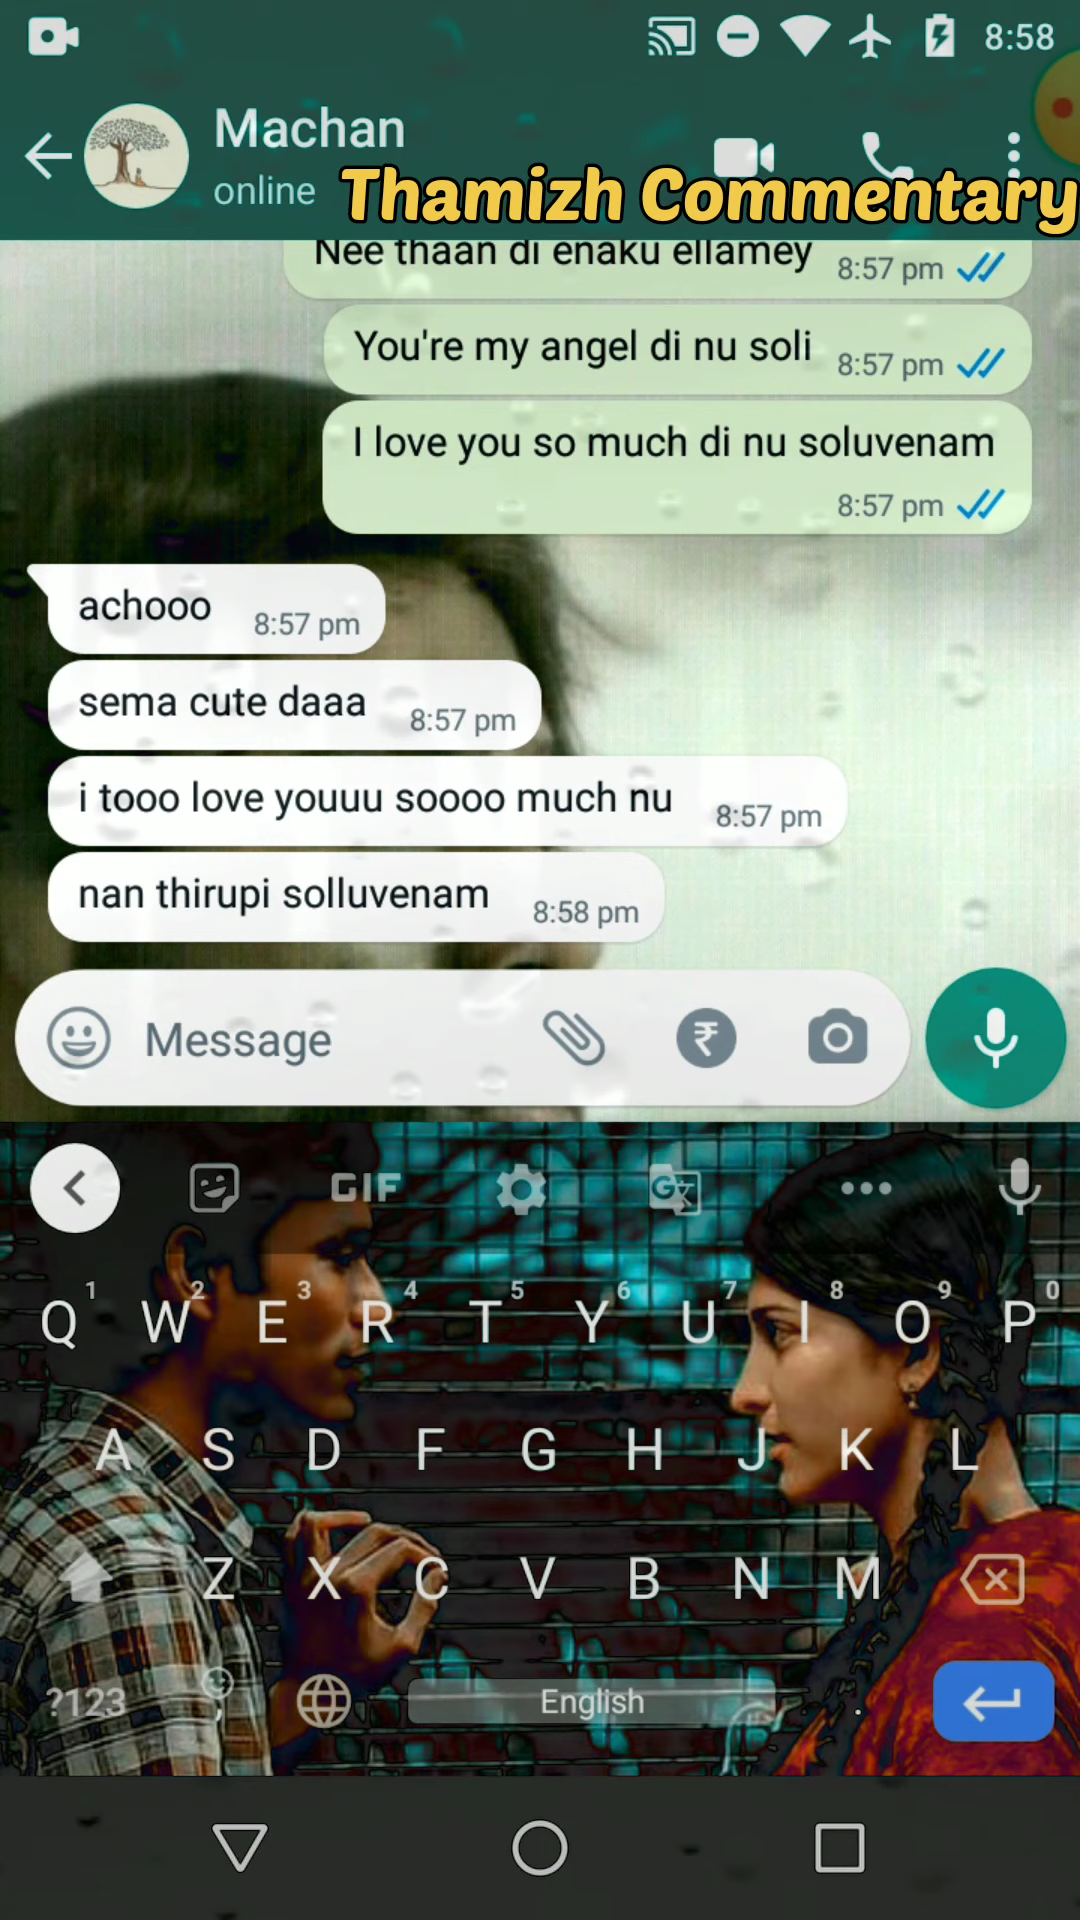 8:58
Machan
online
Thamizh Commentary
Nee thaan di enaku ellamey 8:57 pm
You're my angel di nu soli 8:57 pm
I love you so much di nu soluvenam
8:57 pm
achooo 8:57 pm
sema cute daaa 8:57 pm
i tooo love youuu soooo much nu 8:57 pm
nan thirupi solluvenam 8:58 pm
Message ₹
GIF G文
1 2 3 4 5 6 7 8 9 0
Q W E R T Y U I O P
A S D F G H J K L
Z X C V B N M
?123 , English .